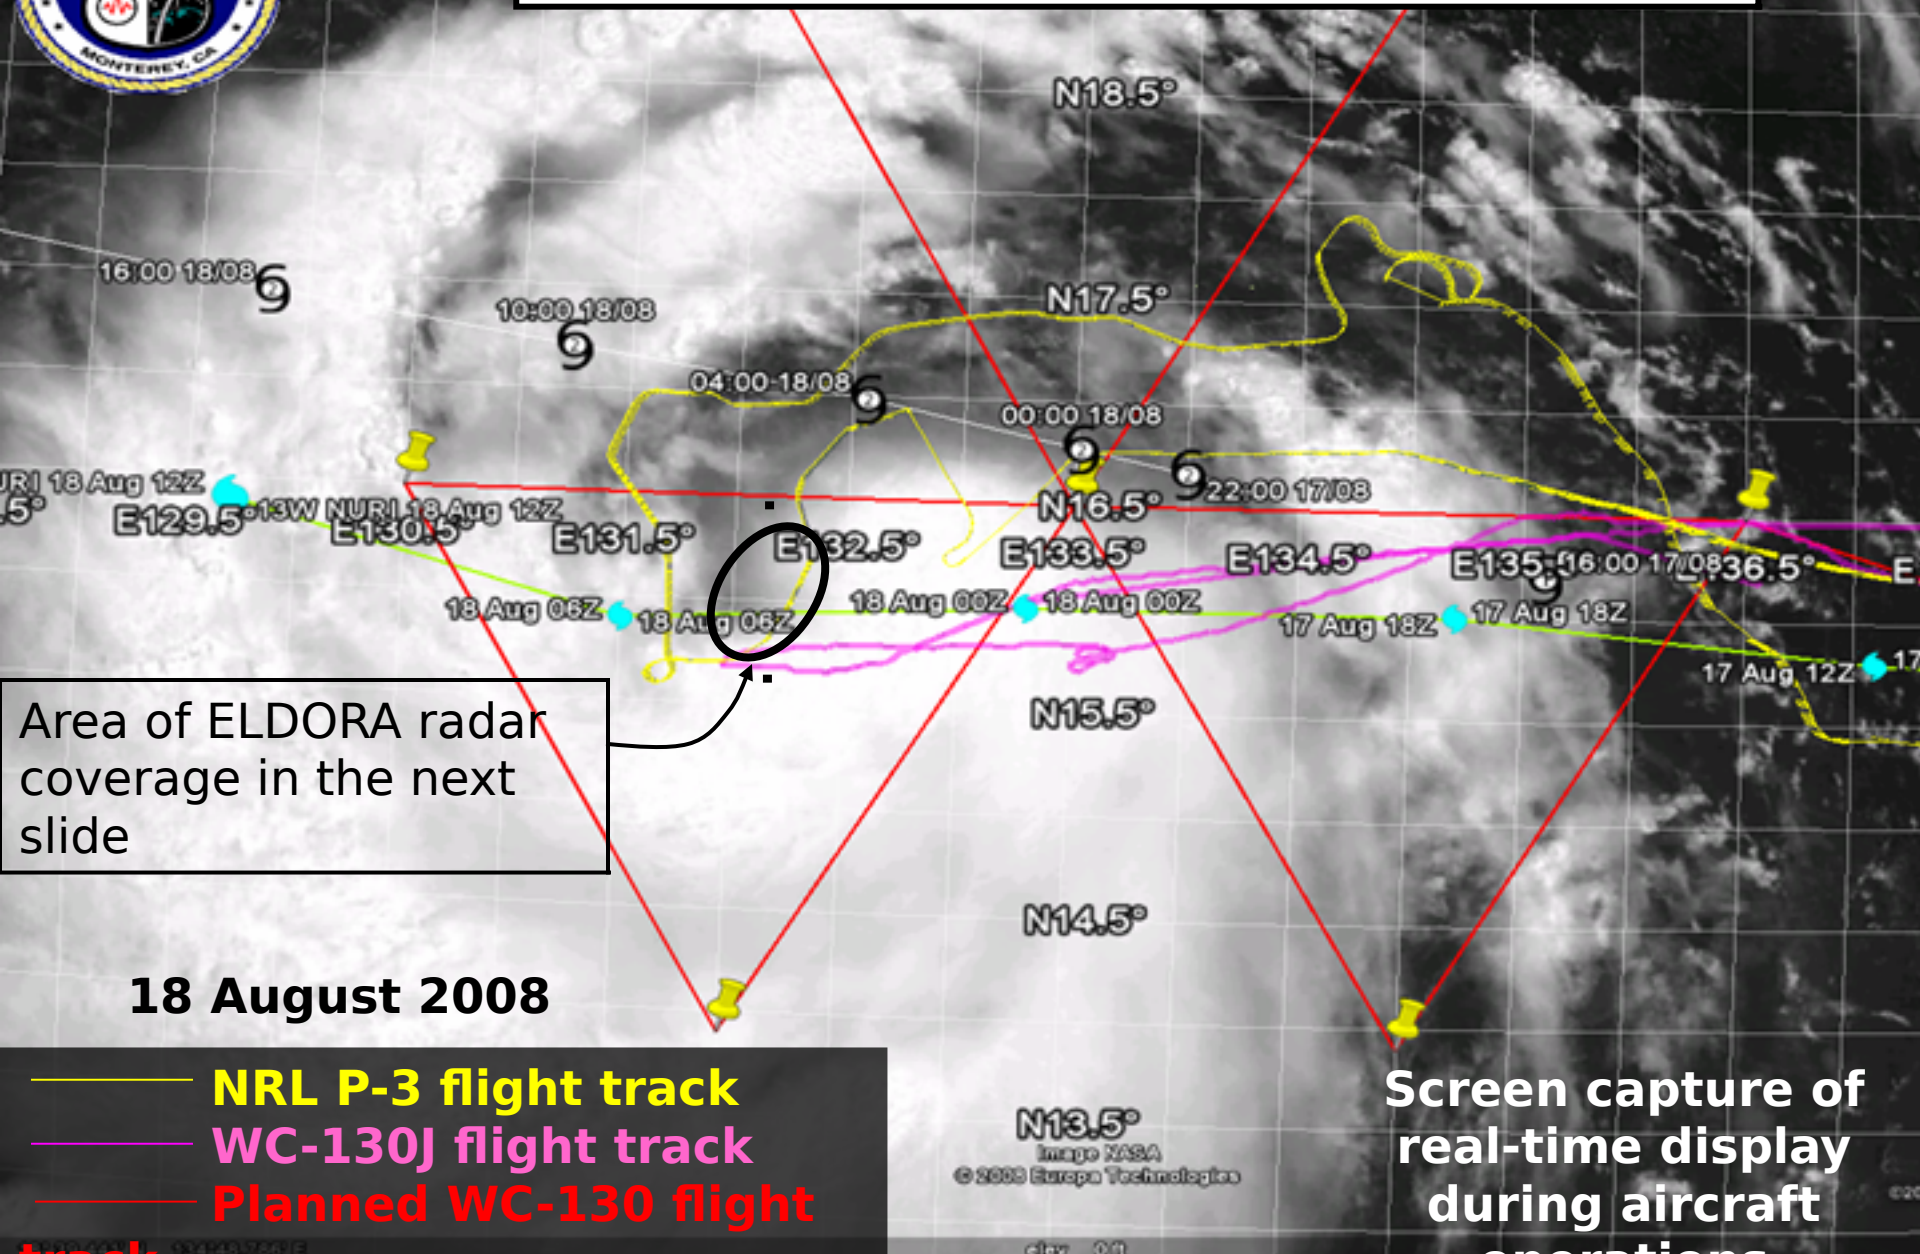 MONTEREY, CA
N18.5°
16:00 18/08
10:00 18/08
N17.5°
04:00 18/08
00:00 18/08
22:00 17/08
18 Aug 12Z
13W NURI 18 Aug 12Z
.5°
E129.5°
E130.5°
E131.5°
E132.5°
N16.5°
E133.5°
E134.5°
16:00 17/08
E
18 Aug 06Z
18 Aug 06Z
18 Aug 00Z
18 Aug 00Z
17 Aug 18Z
17 Aug 18Z
17 Aug 12Z
17
N15.5°
Area of ELDORA radar
coverage in the next
slide
N14.5°
18 August 2008
NRL P-3 flight track
WC-130J flight track
Planned WC-130 flight
track
N13.5°
Image NASA
© 2008 Europa Technologies
Screen capture of
real-time display
during aircraft
operations